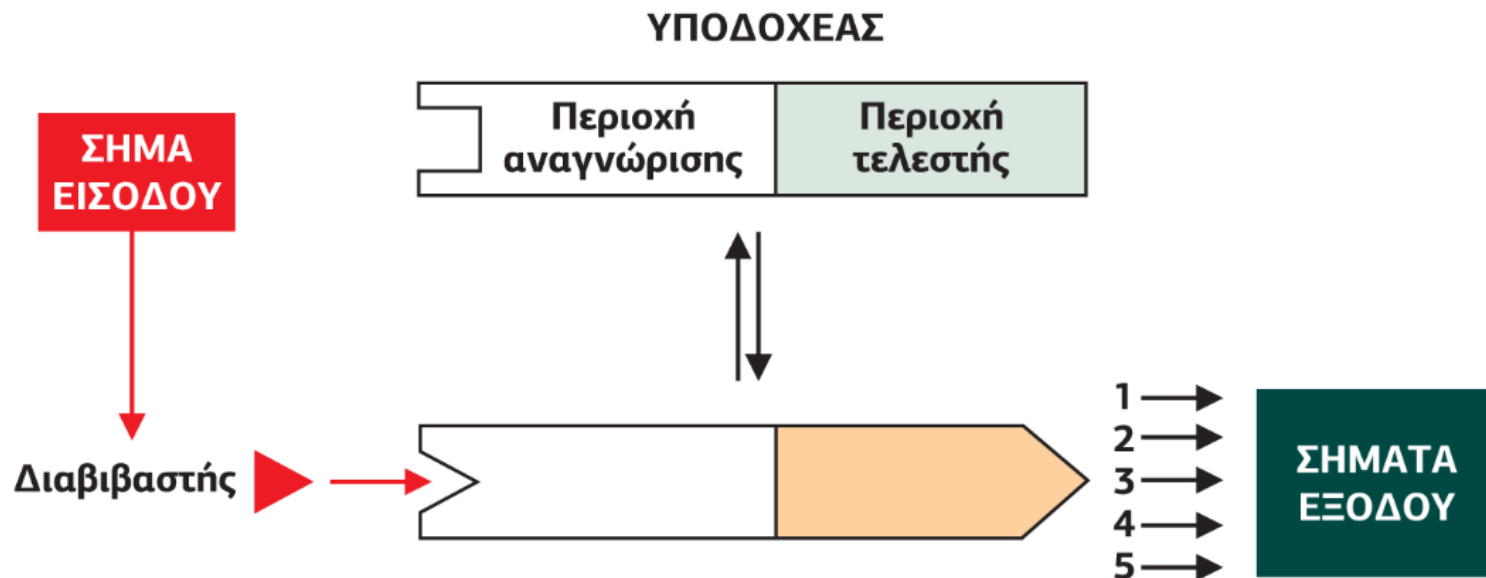 ΥΠΟΔΟΧΕΑΣ
Περιοχή
αναγνώρισης
Περιοχή
τελεστής
ΣΗΜΑ
ΕΙΣΟΔΟΥ
Διαβιβαστής
1
2
3
4
5
ΣΗΜΑΤΑ
ΕΞΟΔΟΥ